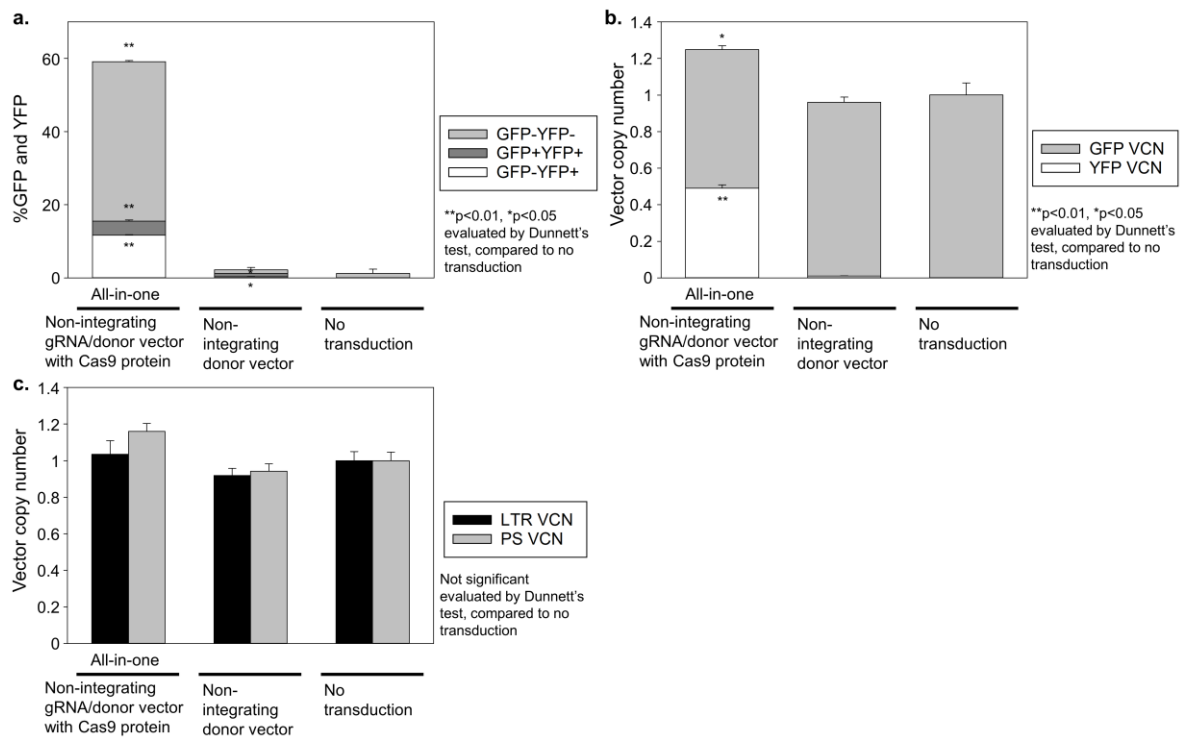 a.
%GFP and YFP
60
40
20
0
**
**
**
*
*
All-in-one
Non-integrating
gRNA/donor vector
with Cas9 protein
Non-
integrating
donor vector
No
transduction
GFP-YFP-
GFP+YFP+
GFP-YFP+
**p<0.01, *p<0.05
evaluated by Dunnett's
test, compared to no
transduction
b.
Vector copy number
1.4
1.2
1
0.8
0.6
0.4
0.2
0
*
**
All-in-one
Non-integrating
gRNA/donor vector
with Cas9 protein
Non-
integrating
donor vector
No
transduction
GFP VCN
YFP VCN
**p<0.01, *p<0.05
evaluated by Dunnett's
test, compared to no
transduction
c.
Vector copy number
1.4
1.2
1
0.8
0.6
0.4
0.2
0
All-in-one
Non-integrating
gRNA/donor vector
with Cas9 protein
Non-
integrating
donor vector
No
transduction
LTR VCN
PS VCN
Not significant
evaluated by Dunnett's
test, compared to no
transduction